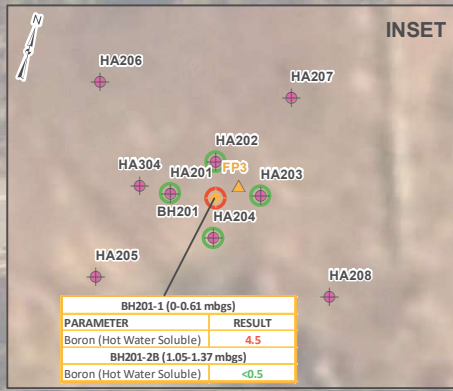 N
INSET
HA206
HA207
HA202
FP3
HA304
HA201
HA203
BH201
HA204
HA205
HA208
BH201-1 (0-0.61 mbgs)
PARAMETER RESULT
Boron (Hot Water Soluble) 4.5
BH201-2B (1.05-1.37 mbgs)
Boron (Hot Water Soluble) <0.5